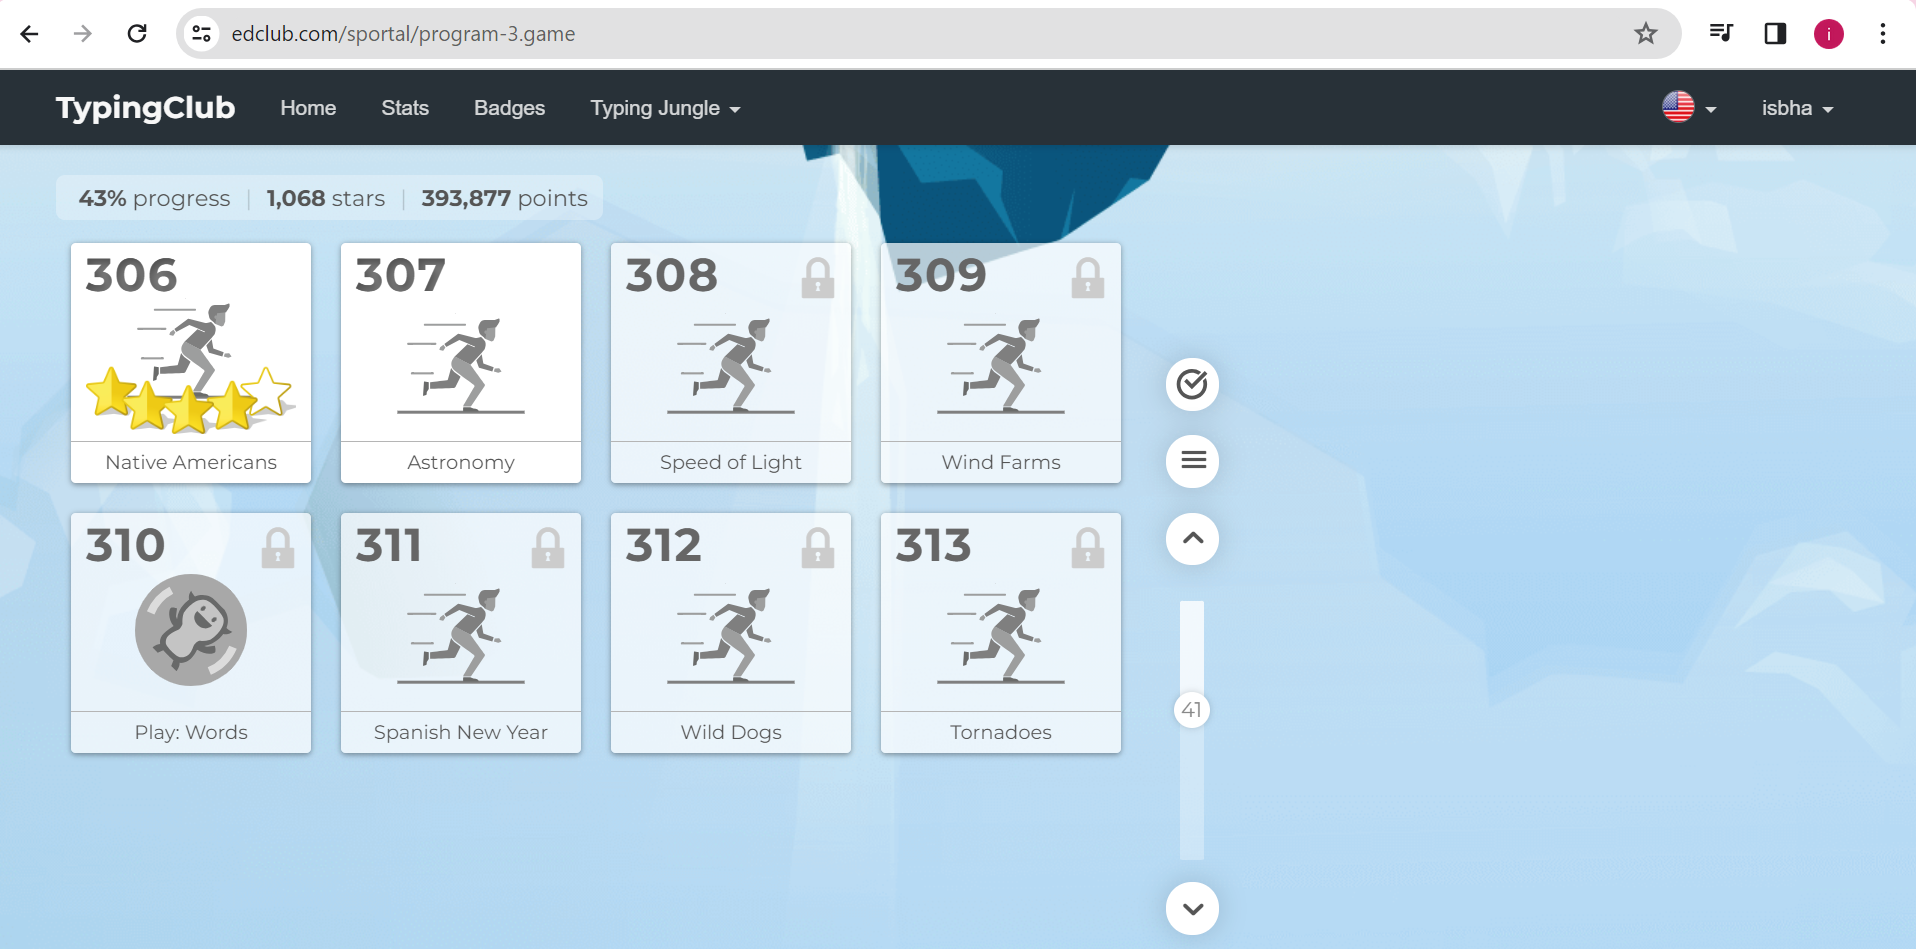 edclub.com/sportal/program-3.game
i
TypingClub Home Stats Badges Typing Jungle isbha
43% progress | 1,068 stars | 393,877 points
306 307 308 309
Native Americans Astronomy Speed of Light Wind Farms
310 311 312 313
41
Play: Words Spanish New Year Wild Dogs Tornadoes